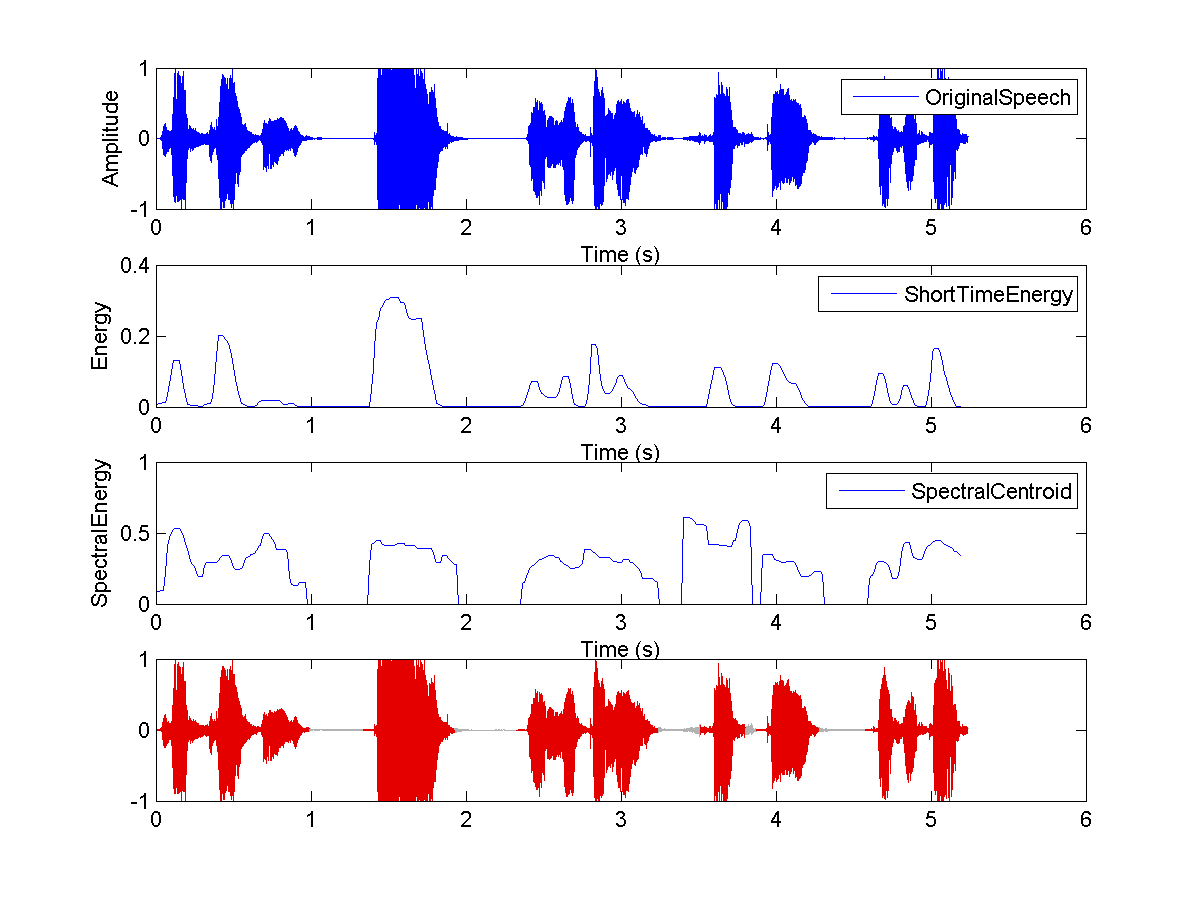 1
0
-1
Amplitude
OriginalSpeech
0 1 2 3 4 5 6
Time (s)
0.4
0.2
0
Energy
ShortTimeEnergy
0 1 2 3 4 5 6
Time (s)
1
0.5
0
SpectralEnergy
SpectralCentroid
0 1 2 3 4 5 6
Time (s)
1
0
-1
0 1 2 3 4 5 6